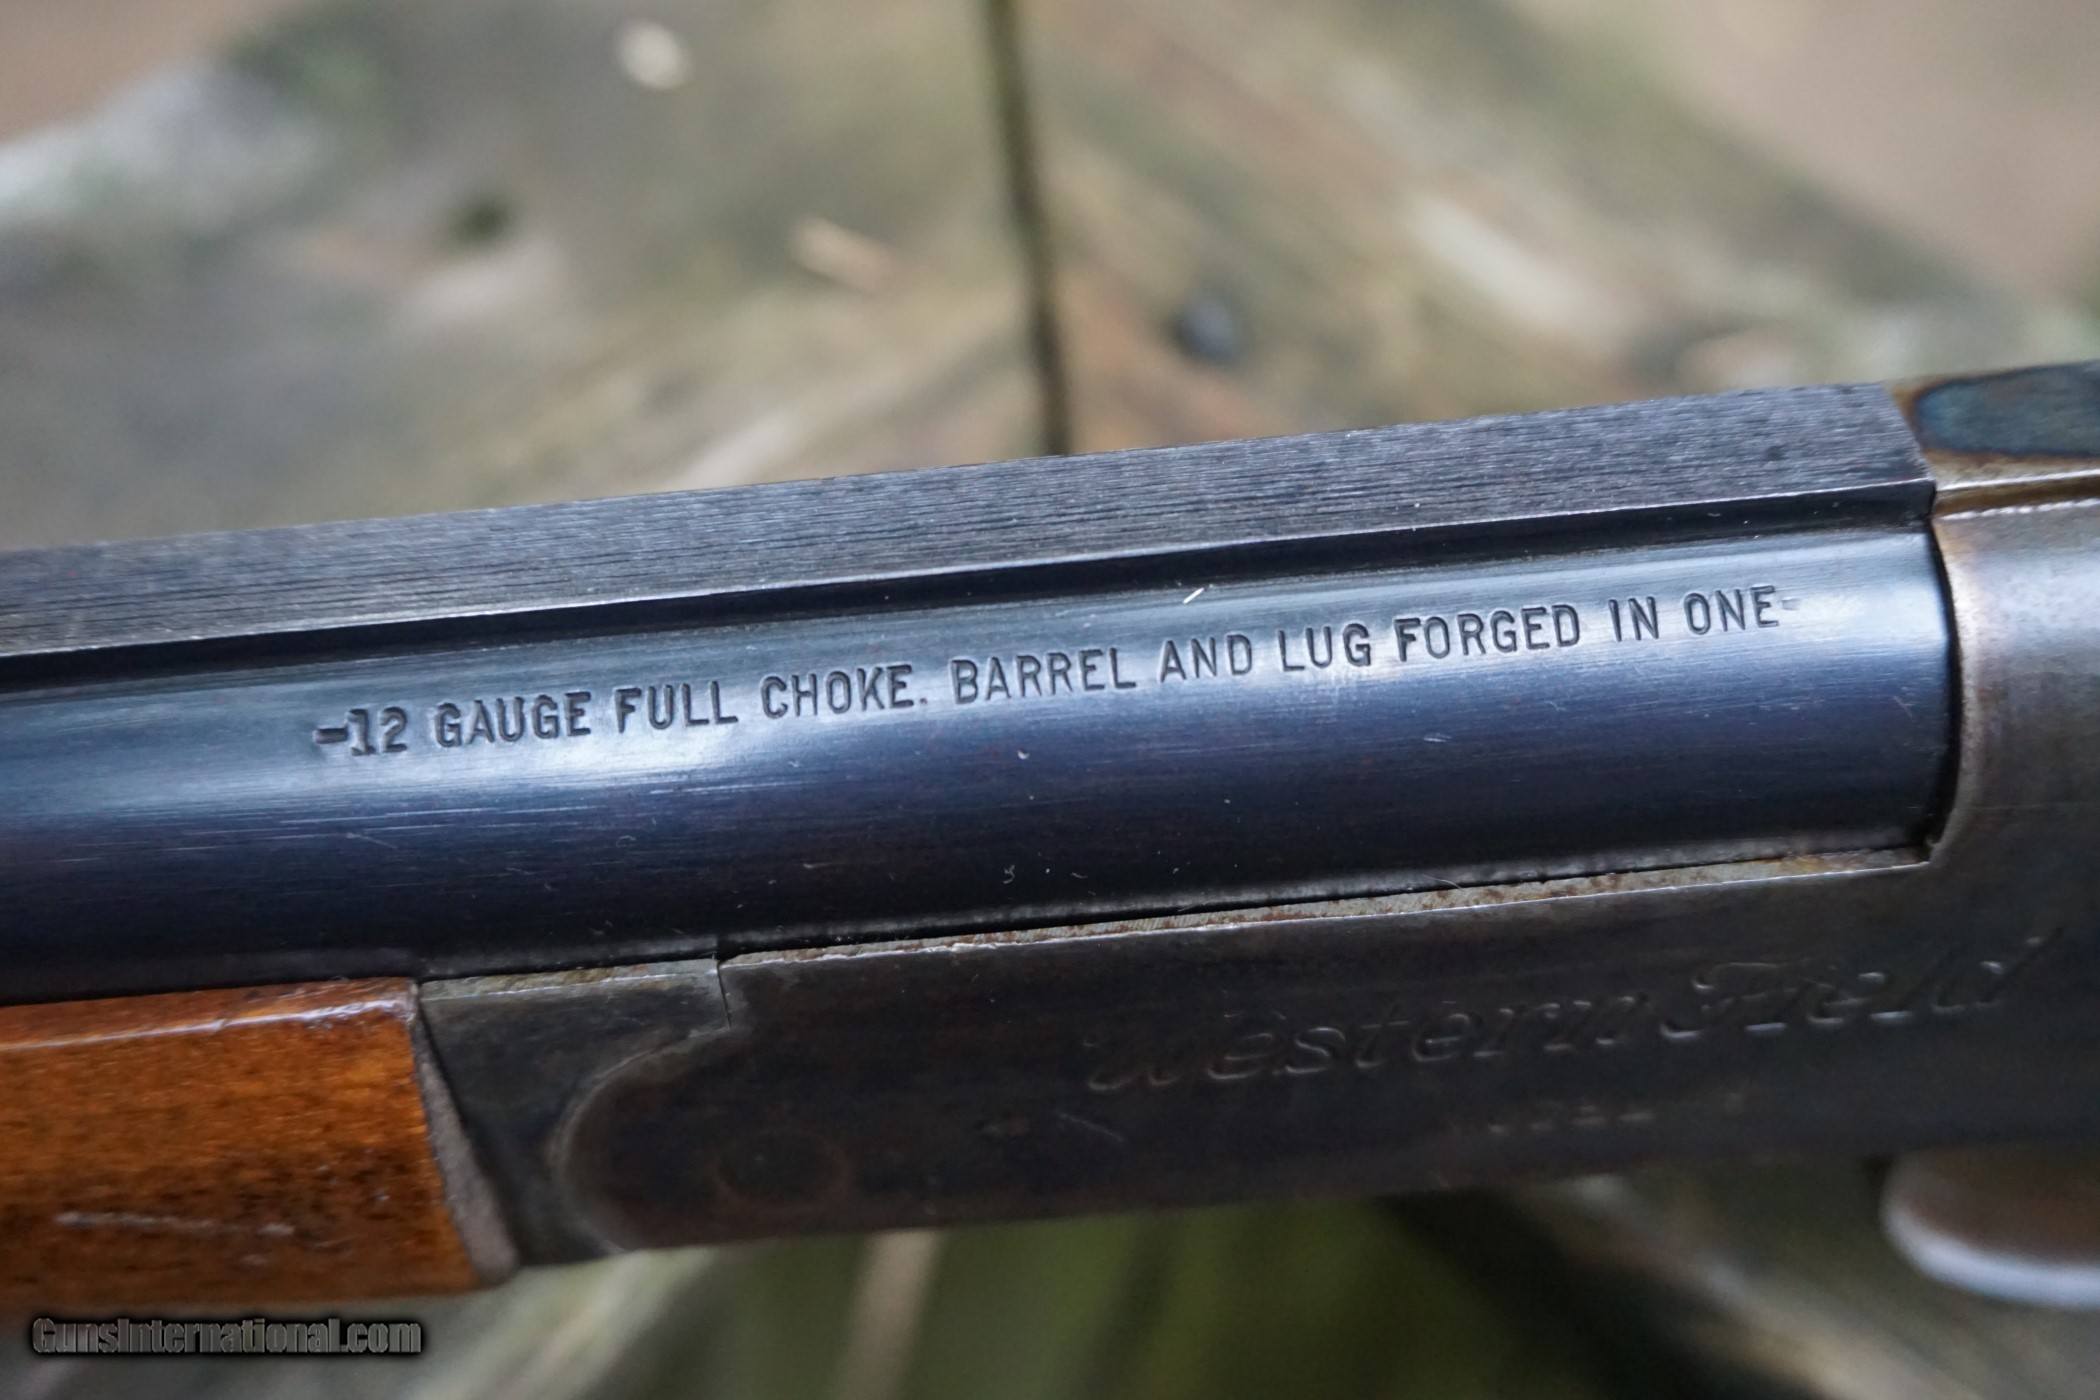 -12 GAUGE FULL CHOKE. BARREL AND LUG FORGED IN ONE-
Western Field
GunsInternational.com